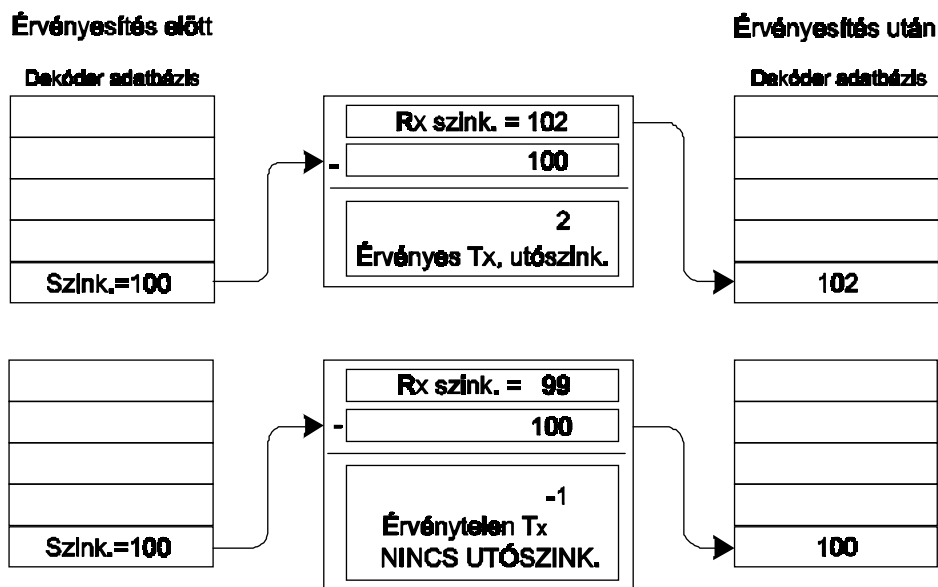 Érvényesítés előtt
Érvényesítés után
Dekóder adatbázis
Dekóder adatbázis
Rx szink. = 102
- 100
2
Érvényes Tx, utószink.
Szink.=100
102
Rx szink. = 99
- 100
-1
Érvénytelen Tx
NINCS UTÓSZINK.
Szink.=100
100